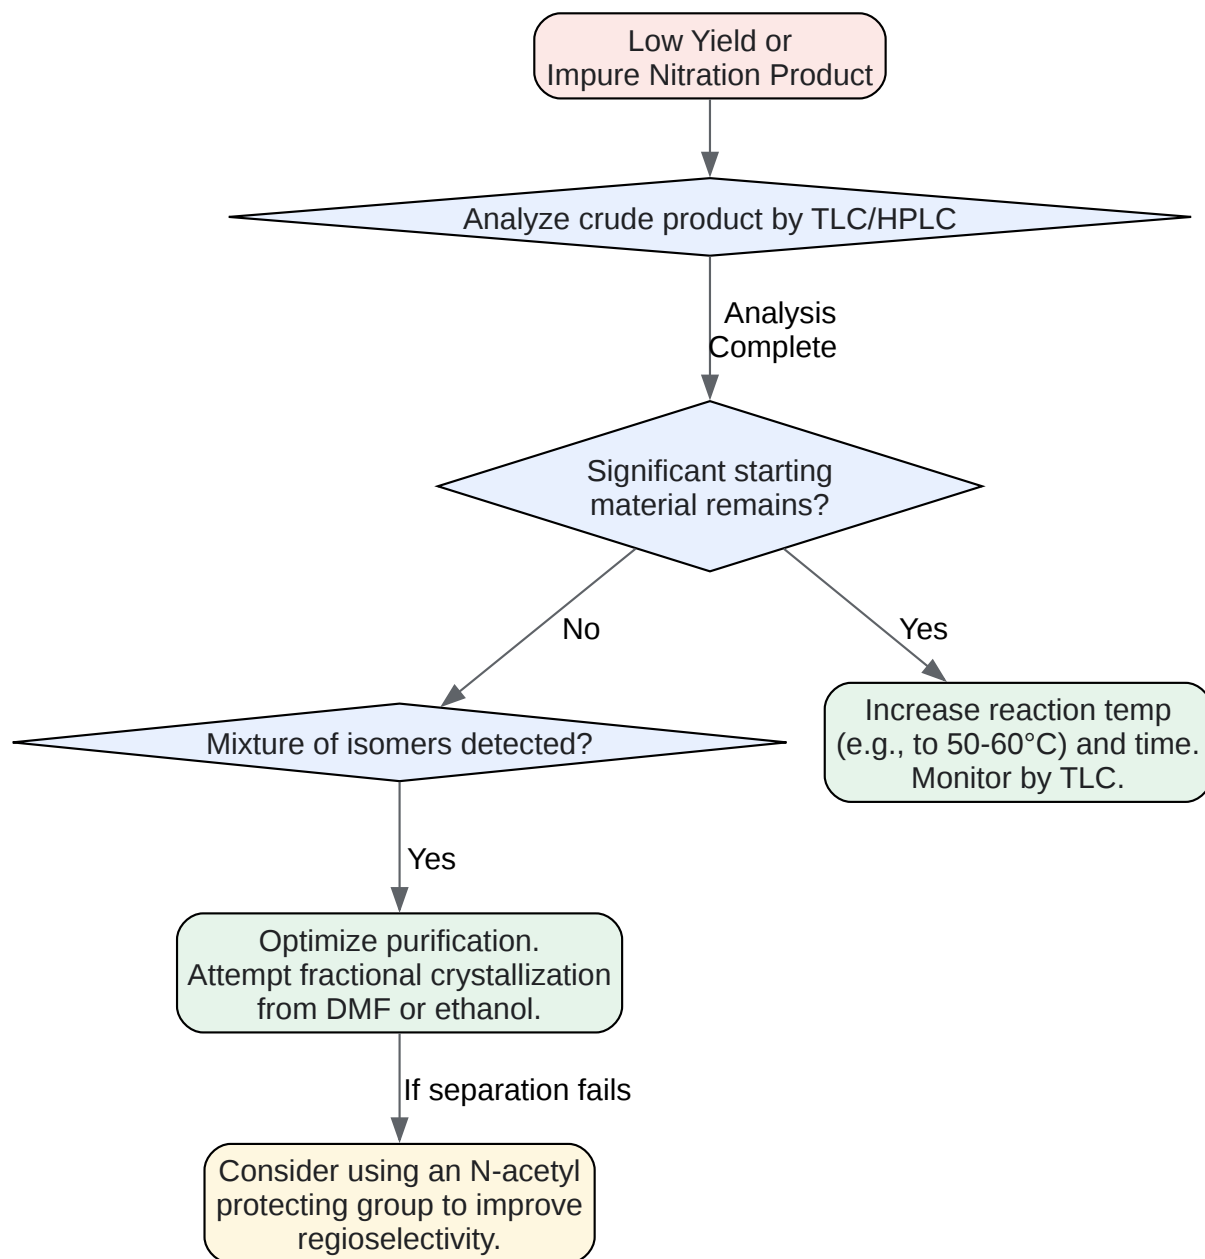 Low Yield or
Impure Nitration Product
Analyze crude product by TLC/HPLC
Analysis
Complete
Significant starting
material remains?
No
Yes
Mixture of isomers detected?
Increase reaction temp
(e.g., to 50-60°C) and time.
Monitor by TLC.
Yes
Optimize purification.
Attempt fractional crystallization
from DMF or ethanol.
If separation fails
Consider using an N-acetyl
protecting group to improve
regioselectivity.